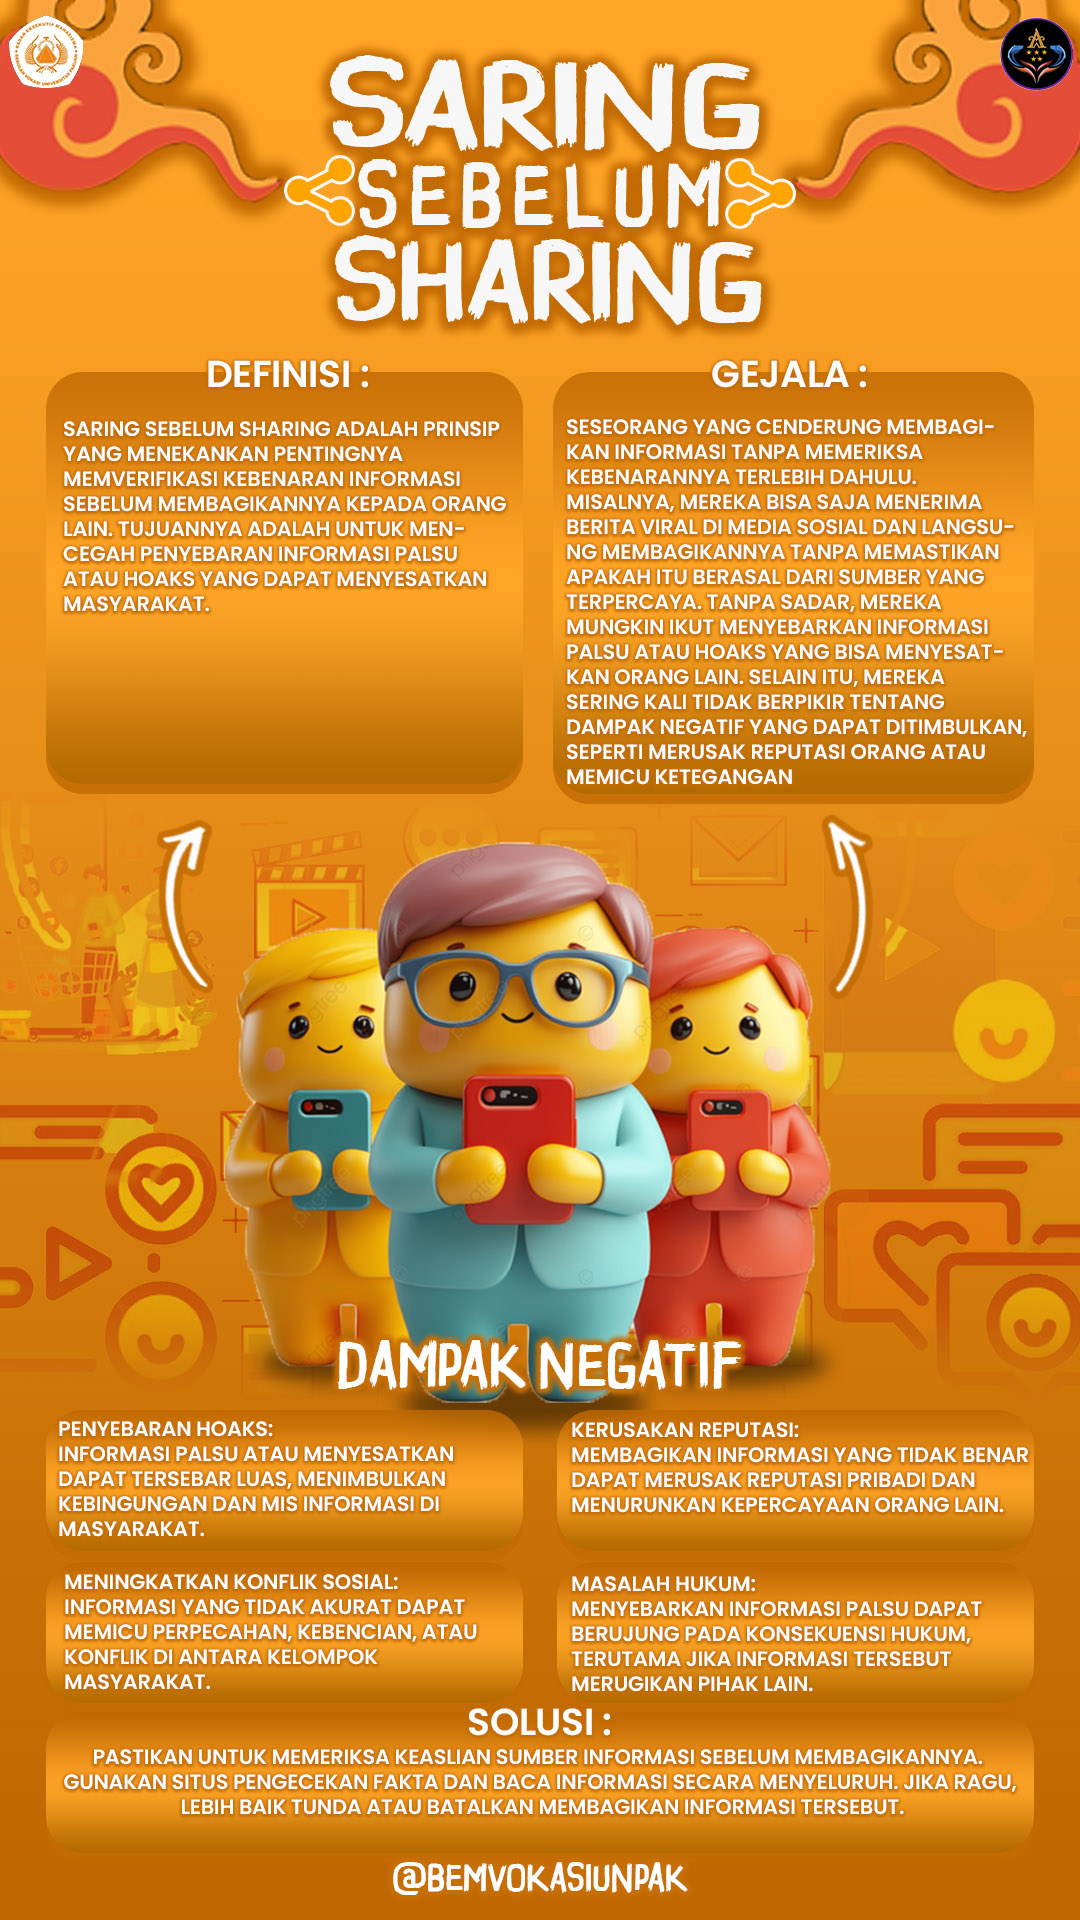 SARING
SEBELUM
SHARING
DEFINISI :
SARING SEBELUM SHARING ADALAH PRINSIP
YANG MENEKANKAN PENTINGNYA
MEMVERIFIKASI KEBENARAN INFORMASI
SEBELUM MEMBAGIKANNYA KEPADA ORANG
LAIN. TUJUANNYA ADALAH UNTUK MEN-
CEGAH PENYEBARAN INFORMASI PALSU
ATAU HOAKS YANG DAPAT MENYESATKAN
MASYARAKAT.
GEJALA :
SESEORANG YANG CENDERUNG MEMBAGI-
KAN INFORMASI TANPA MEMERIKSA
KEBENARANNYA TERLEBIH DAHULU.
MISALNYA, MEREKA BISA SAJA MENERIMA
BERITA VIRAL DI MEDIA SOSIAL DAN LANGSU-
NG MEMBAGIKANNYA TANPA MEMASTIKAN
APAKAH ITU BERASAL DARI SUMBER YANG
TERPERCAYA. TANPA SADAR, MEREKA
MUNGKIN IKUT MENYEBARKAN INFORMASI
PALSU ATAU HOAKS YANG BISA MENYESAT-
KAN ORANG LAIN. SELAIN ITU, MEREKA
SERING KALI TIDAK BERPIKIR TENTANG
DAMPAK NEGATIF YANG DAPAT DITIMBULKAN,
SEPERTI MERUSAK REPUTASI ORANG ATAU
MEMICU KETEGANGAN
DAMPAK NEGATIF
PENYEBARAN HOAKS:
INFORMASI PALSU ATAU MENYESATKAN
DAPAT TERSEBAR LUAS, MENIMBULKAN
KEBINGUNGAN DAN MIS INFORMASI DI
MASYARAKAT.
KERUSAKAN REPUTASI:
MEMBAGIKAN INFORMASI YANG TIDAK BENAR
DAPAT MERUSAK REPUTASI PRIBADI DAN
MENURUNKAN KEPERCAYAAN ORANG LAIN.
MENINGKATKAN KONFLIK SOSIAL:
INFORMASI YANG TIDAK AKURAT DAPAT
MEMICU PERPECAHAN, KEBENCIAN, ATAU
KONFLIK DI ANTARA KELOMPOK
MASYARAKAT.
MASALAH HUKUM:
MENYEBARKAN INFORMASI PALSU DAPAT
BERUJUNG PADA KONSEKUENSI HUKUM,
TERUTAMA JIKA INFORMASI TERSEBUT
MERUGIKAN PIHAK LAIN.
SOLUSI :
PASTIKAN UNTUK MEMERIKSA KEASLIAN SUMBER INFORMASI SEBELUM MEMBAGIKANNYA.
GUNAKAN SITUS PENGECEKAN FAKTA DAN BACA INFORMASI SECARA MENYELURUH. JIKA RAGU,
LEBIH BAIK TUNDA ATAU BATALKAN MEMBAGIKAN INFORMASI TERSEBUT.
@BEMVOKASIUNPAK